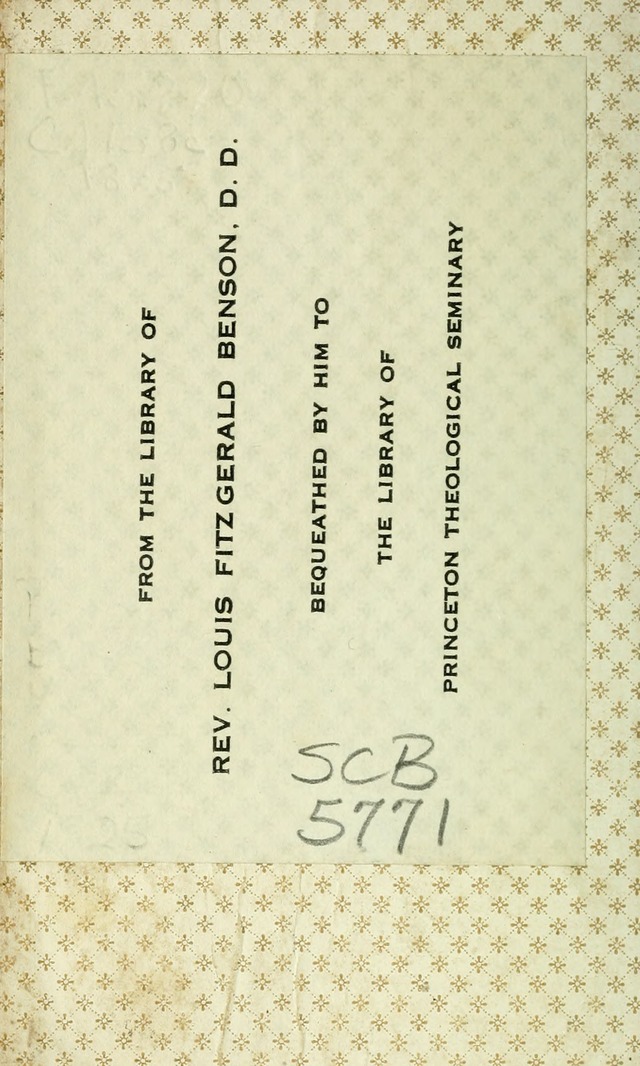 FROM THE LIBRARY OF
REV. LOUIS FITZGERALD BENSON, D. D.
BEQUEATHED BY HIM TO
THE LIBRARY OF
PRINCETON THEOLOGICAL SEMINARY
SCB
5771